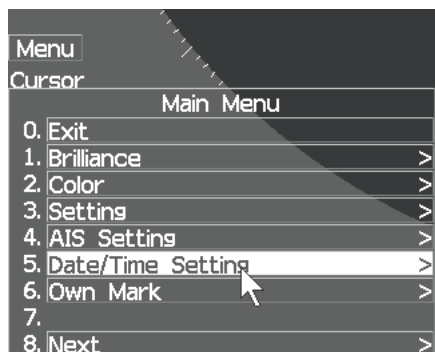 Menu
Cursor
Main Menu
0. Exit
1. Brilliance >
2. Color >
3. Setting >
4. AIS Setting >
5. Date/Time Setting >
6. Own Mark >
7.
8. Next >